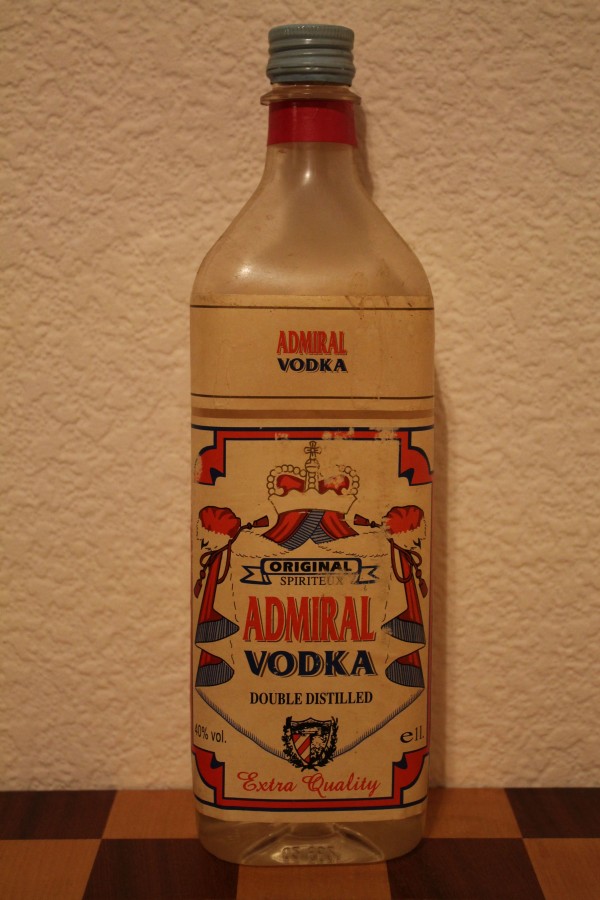 ADMIRAL
VODKA
ORIGINAL
SPIRITEUX
ADMIRAL
VODKA
DOUBLE DISTILLED
40% vol.
e1L
Extra Quality